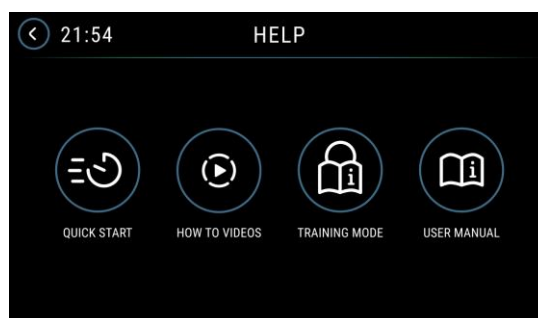 21:54 HELP
QUICK START HOW TO VIDEOS TRAINING MODE USER MANUAL